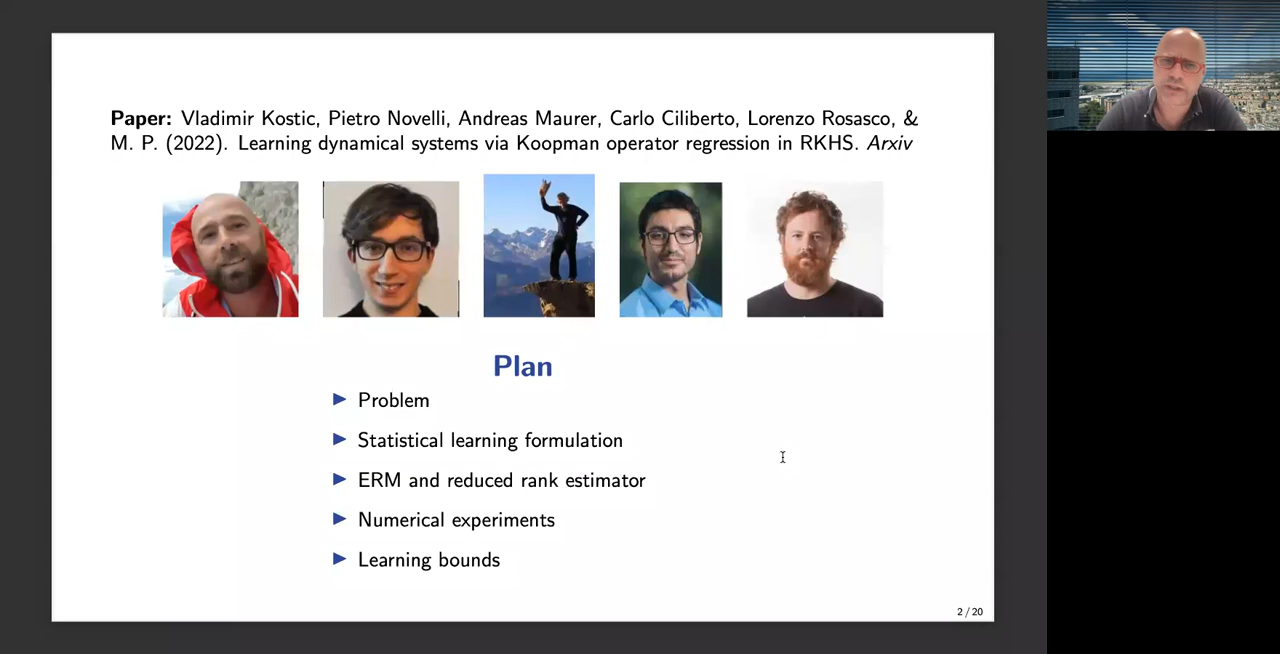 Paper: Vladimir Kostic, Pietro Novelli, Andreas Maurer, Carlo Ciliberto, Lorenzo Rosasco, &
M. P. (2022). Learning dynamical systems via Koopman operator regression in RKHS. Arxiv
Plan
Problem
Statistical learning formulation
ERM and reduced rank estimator
Numerical experiments
Learning bounds
2 / 20